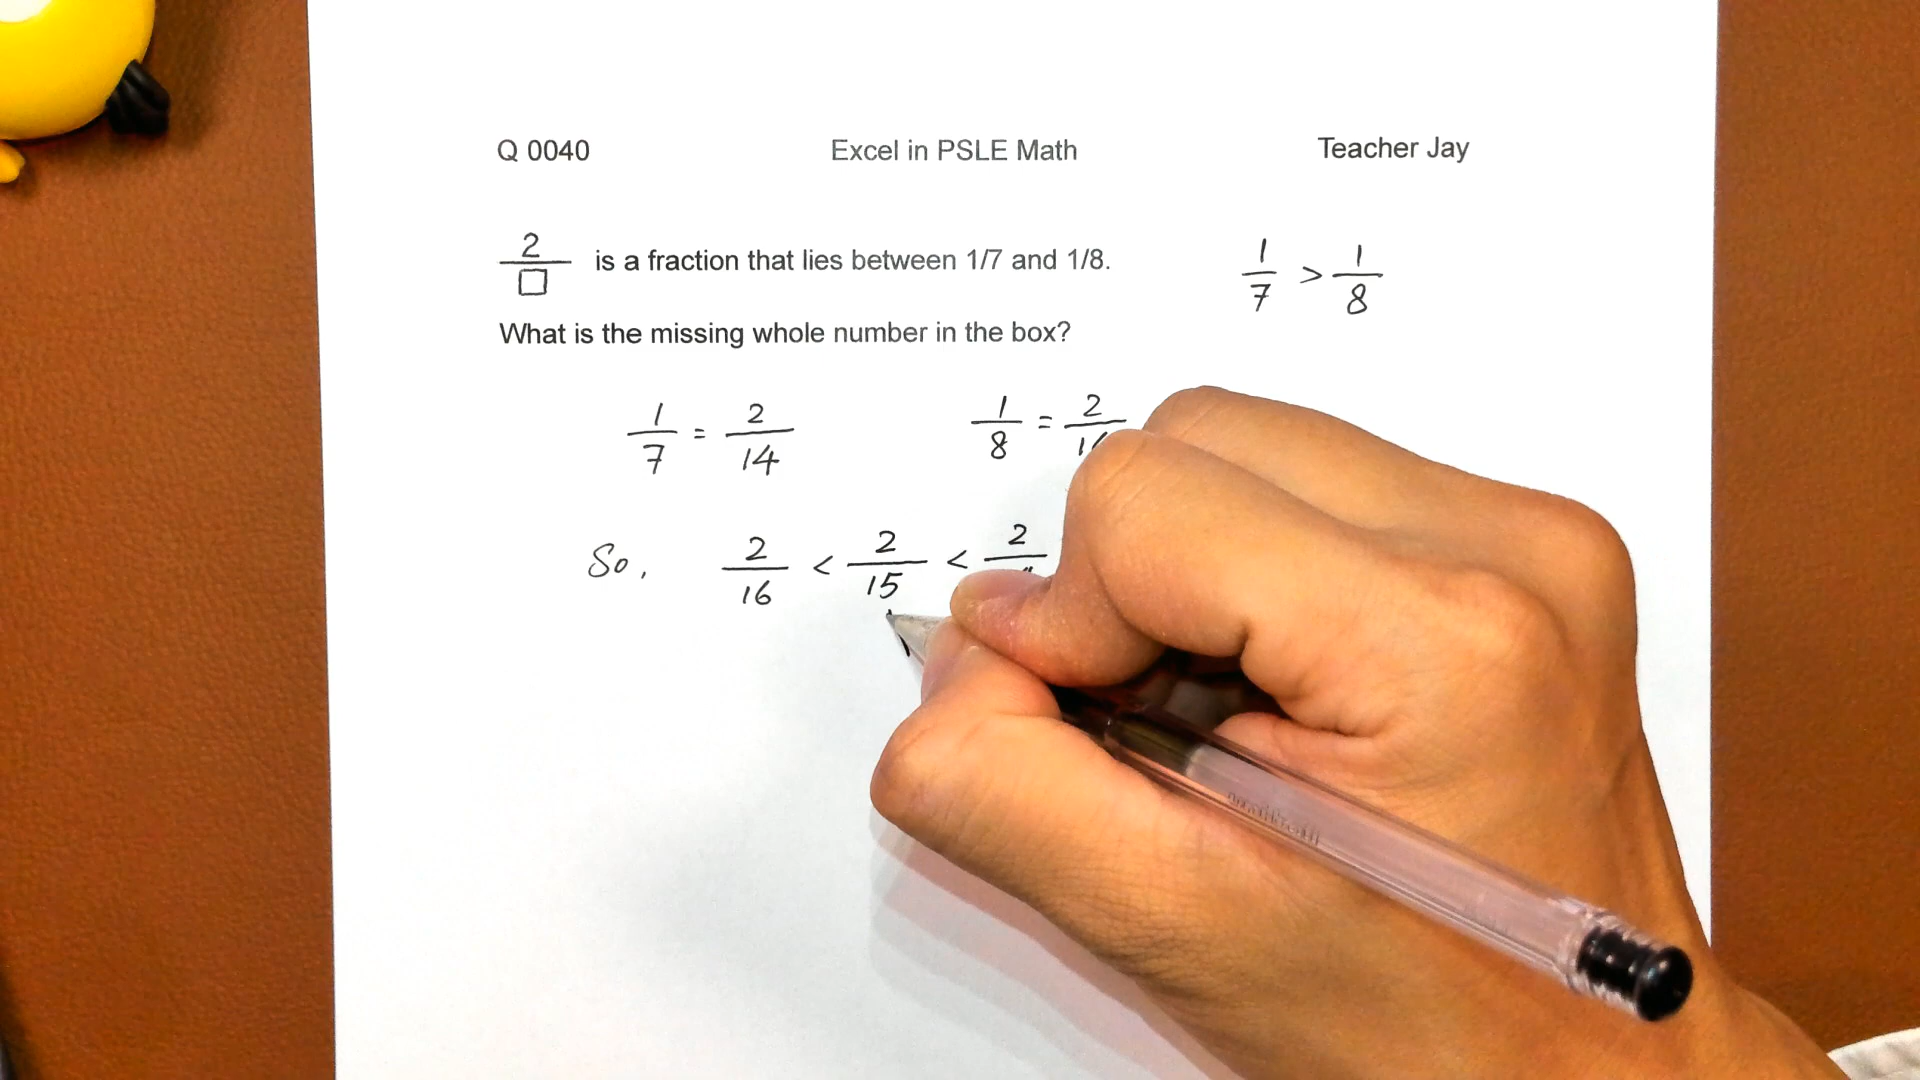 Q 0040 Excel in PSLE Math Teacher Jay
2/□ is a fraction that lies between 1/7 and 1/8.
1/7 > 1/8
What is the missing whole number in the box?
1/7 = 2/14 1/8 = 2/
So, 2/16 < 2/15 < 2/